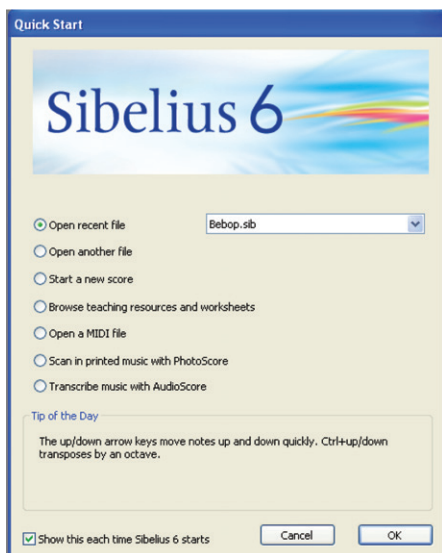 Quick Start
Sibelius 6
Open recent file
Bebop.sib
Open another file
Start a new score
Browse teaching resources and worksheets
Open a MIDI file
Scan in printed music with PhotoScore
Transcribe music with AudioScore
Tip of the Day
The up/down arrow keys move notes up and down quickly. Ctrl+up/down
transposes by an octave.
Show this each time Sibelius 6 starts
Cancel
OK